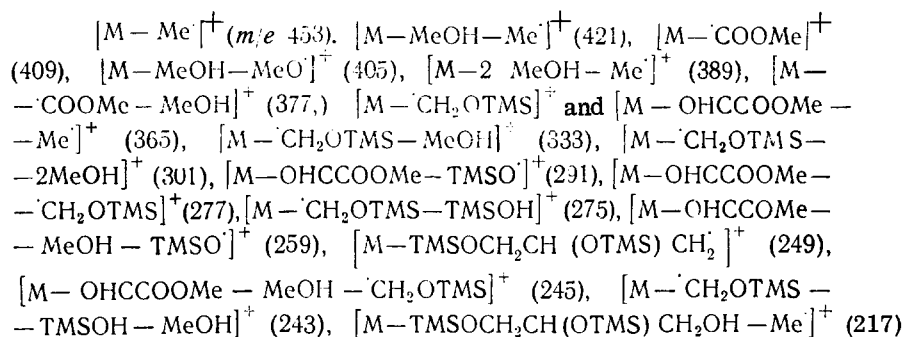 [M—Me˙]⁺ (m/e 453). [M—MeOH—Me˙]⁺ (421), [M—˙COOMe]⁺
(409), [M—MeOH—MeO˙]⁺ (405), [M—2 MeOH—Me˙]⁺ (389), [M—
—˙COOMe—MeOH]⁺ (377,) [M—˙CH₂OTMS]⁺ and [M—OHCCOOMe—
—Me˙]⁺ (365), [M—˙CH₂OTMS—MeOH]⁺ (333), [M—˙CH₂OTMS—
—2MeOH]⁺ (301), [M—OHCCOOMe—TMSO˙]⁺(291), [M—OHCCOOMe—
—˙CH₂OTMS]⁺(277), [M—˙CH₂OTMS—TMSOH]⁺ (275), [M—OHCCOMe—
—MeOH—TMSO˙]⁺ (259), [M—TMSOCH₂CH (OTMS) CH₂˙]⁺ (249),
[M—OHCCOOMe—MeOH—˙CH₂OTMS]⁺ (245), [M—˙CH₂OTMS—
—TMSOH—MeOH]⁺ (243), [M—TMSOCH₂CH(OTMS) CH₂OH—Me˙]⁺ (217)